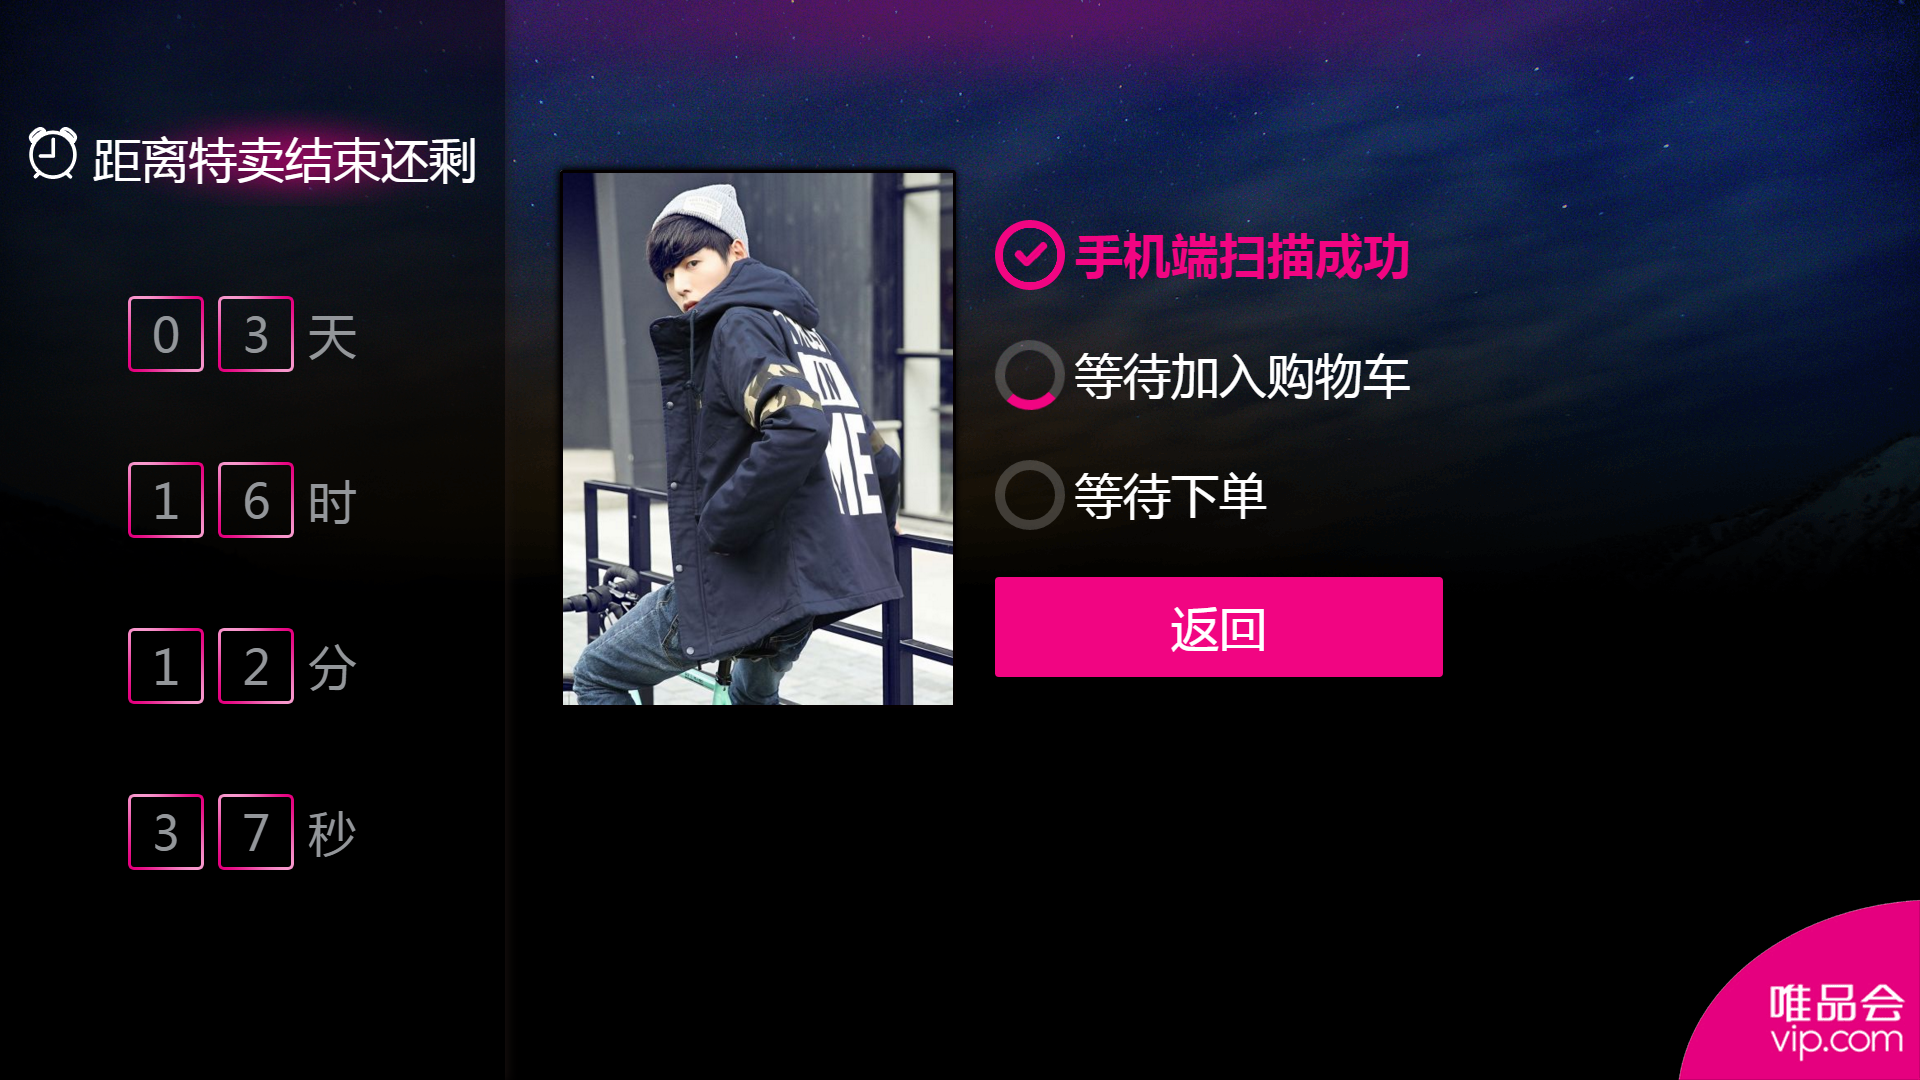 距离特卖结束还剩
03天
16时
12分
37秒
IN
ME
手机端扫描成功
等待加入购物车
等待下单
返回
唯品会
vip.com